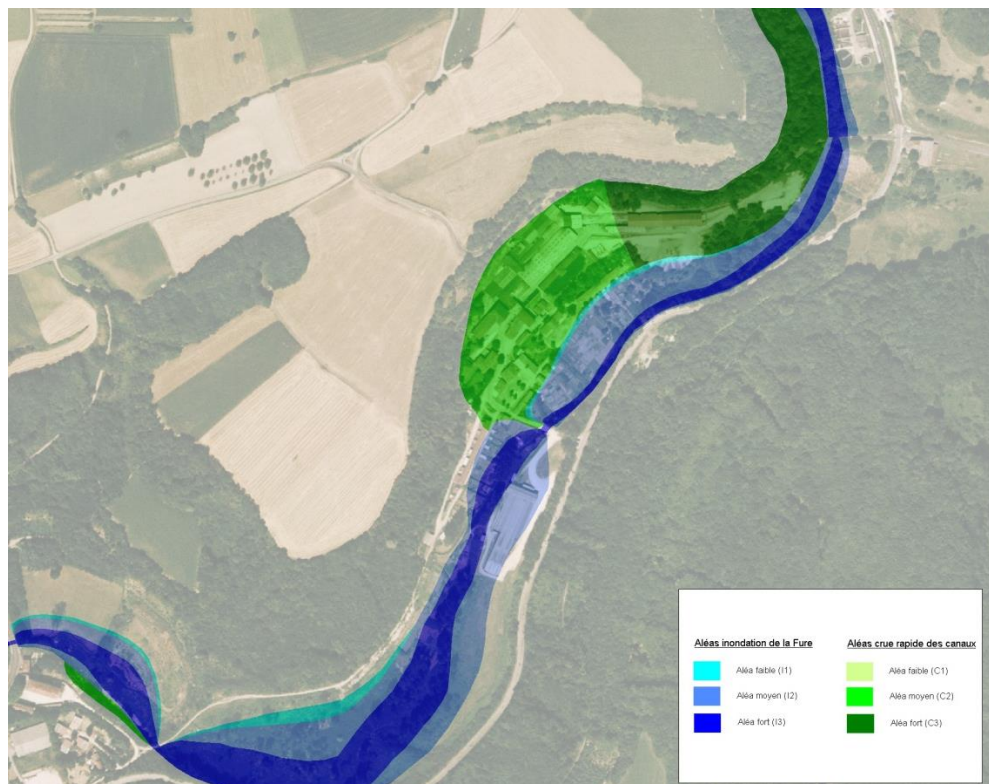 Aléas inondation de la Fure
Aléas crue rapide des canaux
Aléa faible (I1)
Aléa faible (C1)
Aléa moyen (I2)
Aléa moyen (C2)
Aléa fort (I3)
Aléa fort (C3)